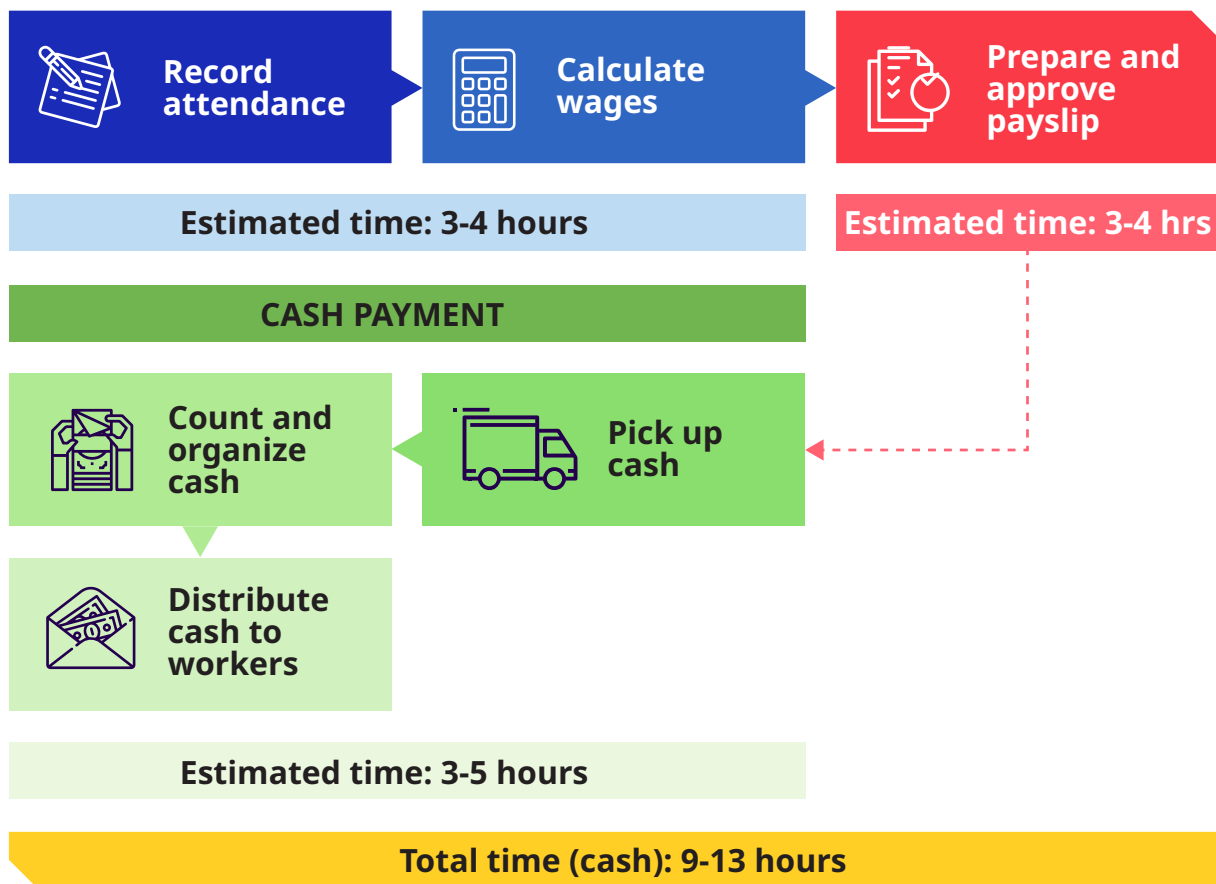 Record
attendance
Calculate
wages
Prepare and
approve
payslip
Estimated time: 3-4 hours
Estimated time: 3-4 hrs
CASH PAYMENT
Count and
organize
cash
Pick up
cash
Distribute
cash to
workers
Estimated time: 3-5 hours
Total time (cash): 9-13 hours